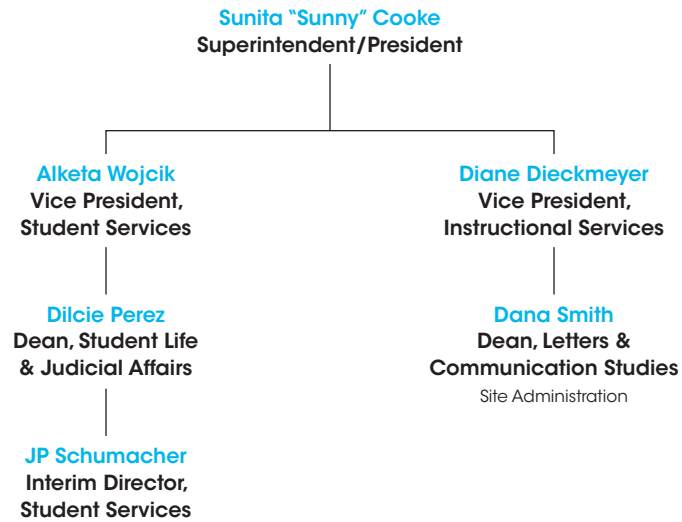 Sunita “Sunny” Cooke
Superintendent/President
Alketa Wojcik
Vice President,
Student Services
Diane Dieckmeyer
Vice President,
Instructional Services
Dilcie Perez
Dean, Student Life
& Judicial Affairs
Dana Smith
Dean, Letters &
Communication Studies
Site Administration
JP Schumacher
Interim Director,
Student Services